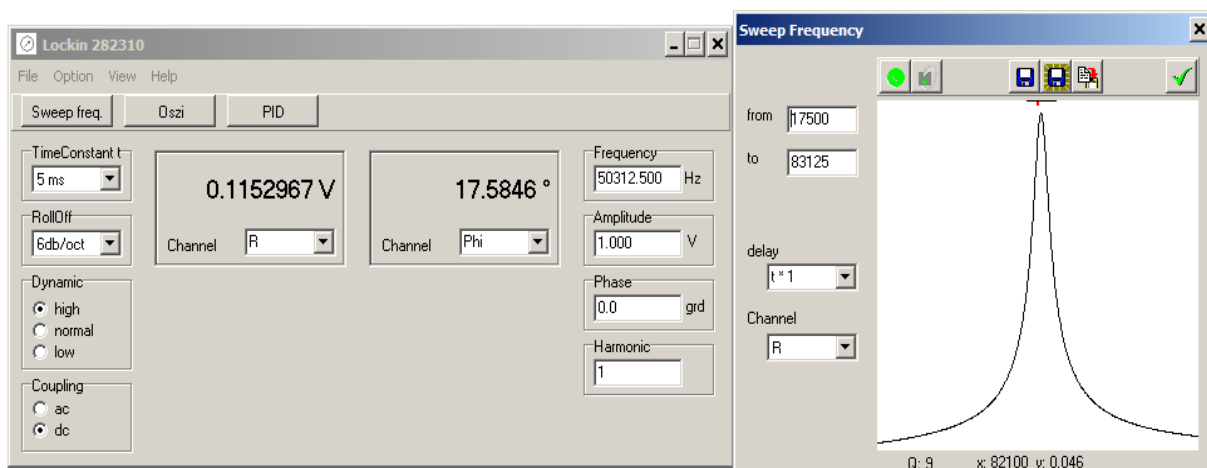 Lockin 282310
File Option View Help
Sweep freq. Oszi PID
TimeConstant t
5 ms
RollOff
6db/oct
Dynamic
high
normal
low
Coupling
ac
dc
0.1152967 V
Channel R
17.5846 °
Channel Phi
Frequency
50312.500 Hz
Amplitude
1.000 V
Phase
0.0 grd
Harmonic
1
Sweep Frequency
from 17500
to 83125
delay
t * 1
Channel
R
Q: 9 x: 82100 y: 0.046